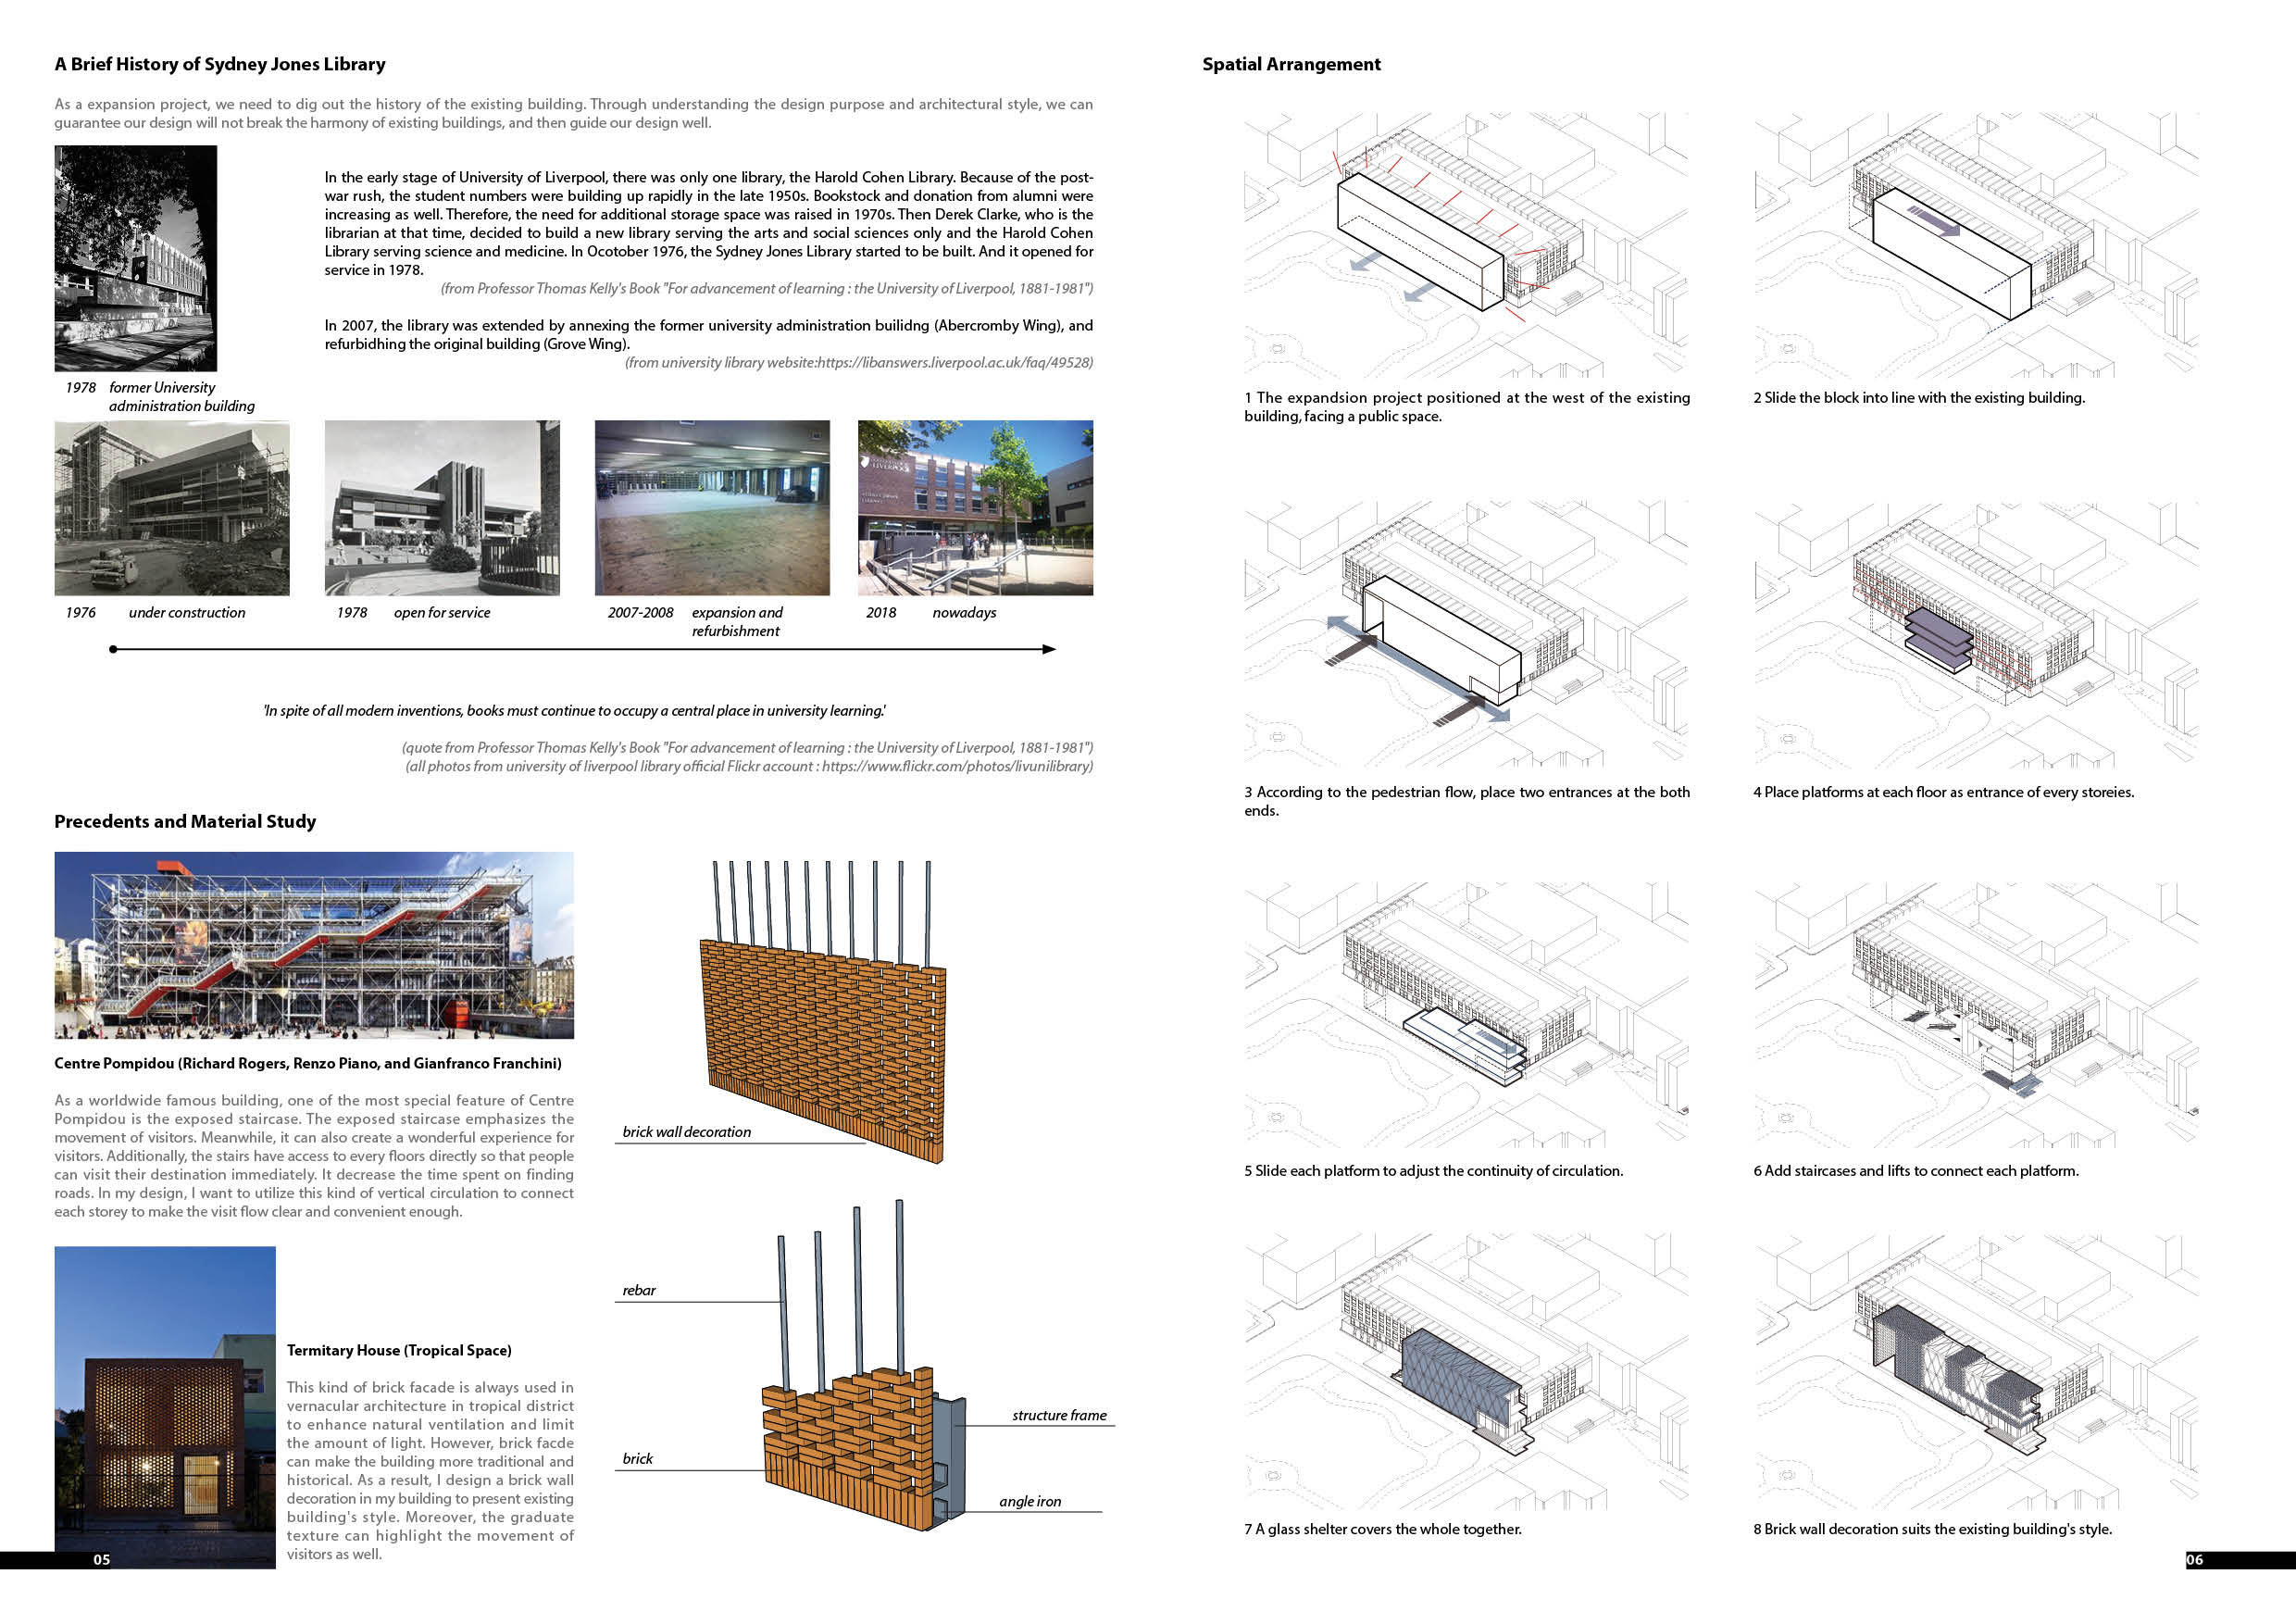 A Brief History of Sydney Jones Library
As a expansion project, we need to dig out the history of the existing building. Through understanding the design purpose and architectural style, we can
guarantee our design will not break the harmony of existing buildings, and then guide our design well.
In the early stage of University of Liverpool, there was only one library, the Harold Cohen Library. Because of the post-
war rush, the student numbers were building up rapidly in the late 1950s. Bookstock and donation from alumni were
increasing as well. Therefore, the need for additional storage space was raised in 1970s. Then Derek Clarke, who is the
librarian at that time, decided to build a new library serving the arts and social sciences only and the Harold Cohen
Library serving science and medicine. In Ocotober 1976, the Sydney Jones Library started to be built. And it opened for
service in 1978.
(from Professor Thomas Kelly's Book "For advancement of learning : the University of Liverpool, 1881-1981")
In 2007, the library was extended by annexing the former university administration builidng (Abercromby Wing), and
refurbidhing the original building (Grove Wing).
(from university library website:https://libanswers.liverpool.ac.uk/faq/49528)
1978 former University
administration building
1976 under construction
1978 open for service
2007-2008 expansion and
refurbishment
2018 nowadays
'In spite of all modern inventions, books must continue to occupy a central place in university learning.'
(quote from Professor Thomas Kelly's Book "For advancement of learning : the University of Liverpool, 1881-1981")
(all photos from university of liverpool library official Flickr account : https://www.flickr.com/photos/livunilibrary)
Precedents and Material Study
Centre Pompidou (Richard Rogers, Renzo Piano, and Gianfranco Franchini)
As a worldwide famous building, one of the most special feature of Centre
Pompidou is the exposed staircase. The exposed staircase emphasizes the
movement of visitors. Meanwhile, it can also create a wonderful experience for
visitors. Additionally, the stairs have access to every floors directly so that people
can visit their destination immediately. It decrease the time spent on finding
roads. In my design, I want to utilize this kind of vertical circulation to connect
each storey to make the visit flow clear and convenient enough.
Termitary House (Tropical Space)
This kind of brick facade is always used in
vernacular architecture in tropical district
to enhance natural ventilation and limit
the amount of light. However, brick facde
can make the building more traditional and
historical. As a result, I design a brick wall
decoration in my building to present existing
building's style. Moreover, the graduate
texture can highlight the movement of
visitors as well.
brick wall decoration
rebar
brick
structure frame
angle iron
05
Spatial Arrangement
1 The expandsion project positioned at the west of the existing
building, facing a public space.
2 Slide the block into line with the existing building.
3 According to the pedestrian flow, place two entrances at the both
ends.
4 Place platforms at each floor as entrance of every storeies.
5 Slide each platform to adjust the continuity of circulation.
6 Add staircases and lifts to connect each platform.
7 A glass shelter covers the whole together.
8 Brick wall decoration suits the existing building's style.
06